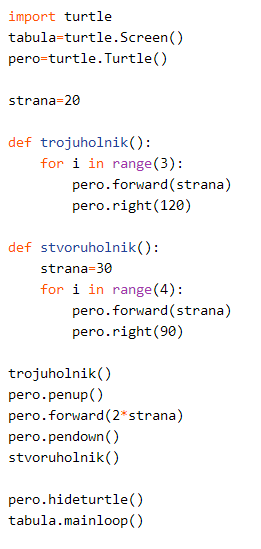 import turtle
tabula=turtle.Screen()
pero=turtle.Turtle()

strana=20

def trojuholnik():
    for i in range(3):
        pero.forward(strana)
        pero.right(120)

def stvoruholnik():
    strana=30
    for i in range(4):
        pero.forward(strana)
        pero.right(90)

trojuholnik()
pero.penup()
pero.forward(2*strana)
pero.pendown()
stvoruholnik()

pero.hideturtle()
tabula.mainloop()